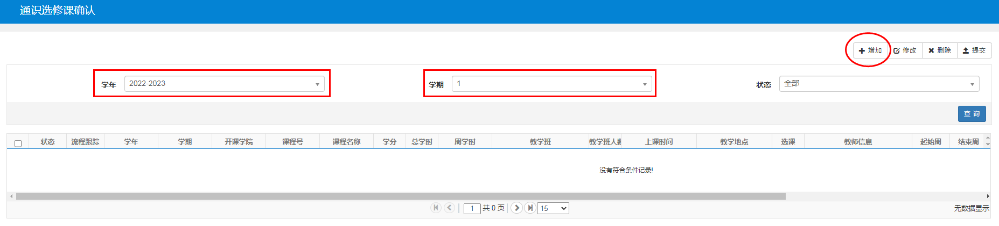 通识选修课确认
增加 修改 删除 提交
学年 2022-2023 学期 1 状态 全部
查 询
状态 流程跟踪 学年 学期 开课学院 课程号 课程名称 学分 总学时 周学时 教学班 教学班人数 上课时间 教学地点 选课 教师信息 起始周 结束周
没有符合条件记录!
1 共 0 页 15 无数据显示